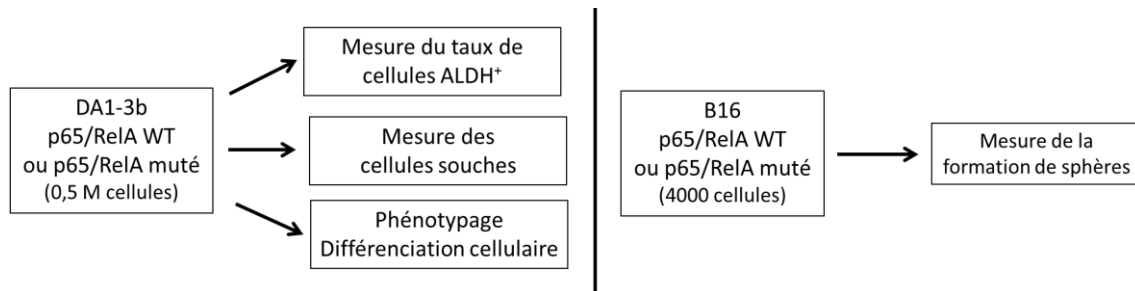 DA1-3b
p65/RelA WT
ou p65/RelA muté
(0,5 M cellules)
Mesure du taux de
cellules ALDH⁺
Mesure des
cellules souches
Phénotypage
Différenciation cellulaire
B16
p65/RelA WT
ou p65/RelA muté
(4000 cellules)
Mesure de la
formation de sphères